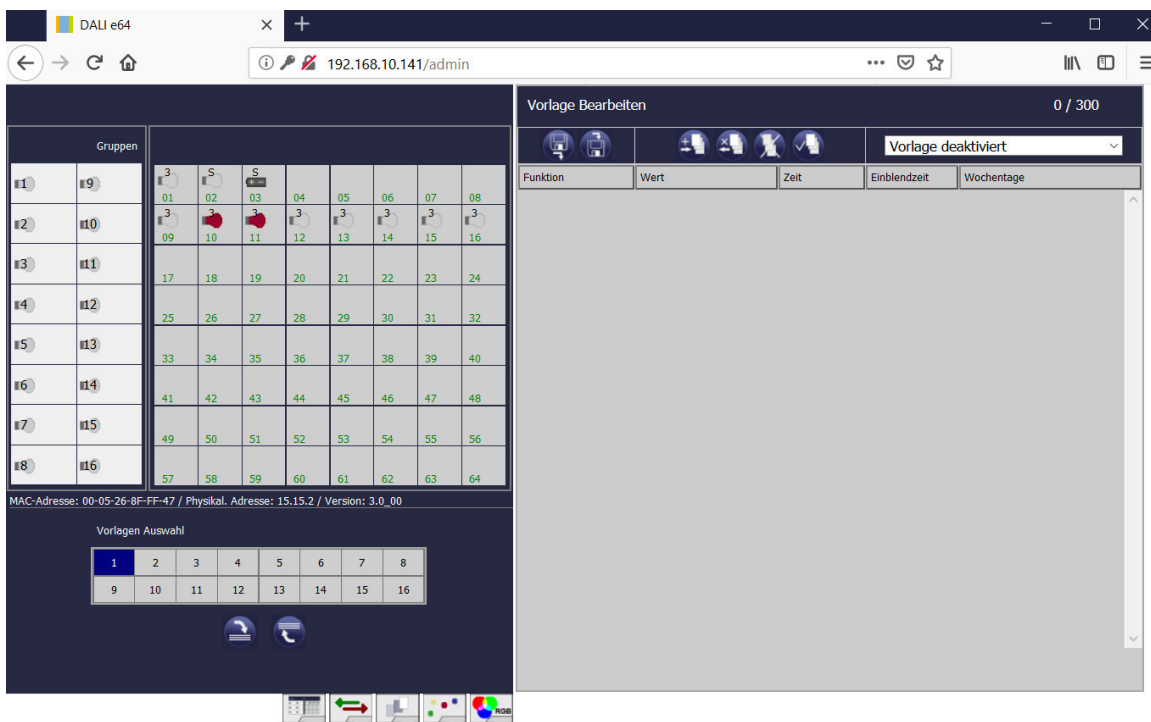 DALI e64
192.168.10.141/admin
Vorlage Bearbeiten 0 / 300
Vorlage deaktiviert
Funktion Wert Zeit Einblendzeit Wochentage
Gruppen
1 9
2 10
3 11
4 12
5 13
6 14
7 15
8 16
3 S S
01 02 03 04 05 06 07 08
3 3 3 3 3 3 3 3
09 10 11 12 13 14 15 16
17 18 19 20 21 22 23 24
25 26 27 28 29 30 31 32
33 34 35 36 37 38 39 40
41 42 43 44 45 46 47 48
49 50 51 52 53 54 55 56
57 58 59 60 61 62 63 64
MAC-Adresse: 00-05-26-8F-FF-47 / Physikal. Adresse: 15.15.2 / Version: 3.0_00
Vorlagen Auswahl
1 2 3 4 5 6 7 8
9 10 11 12 13 14 15 16
RGB